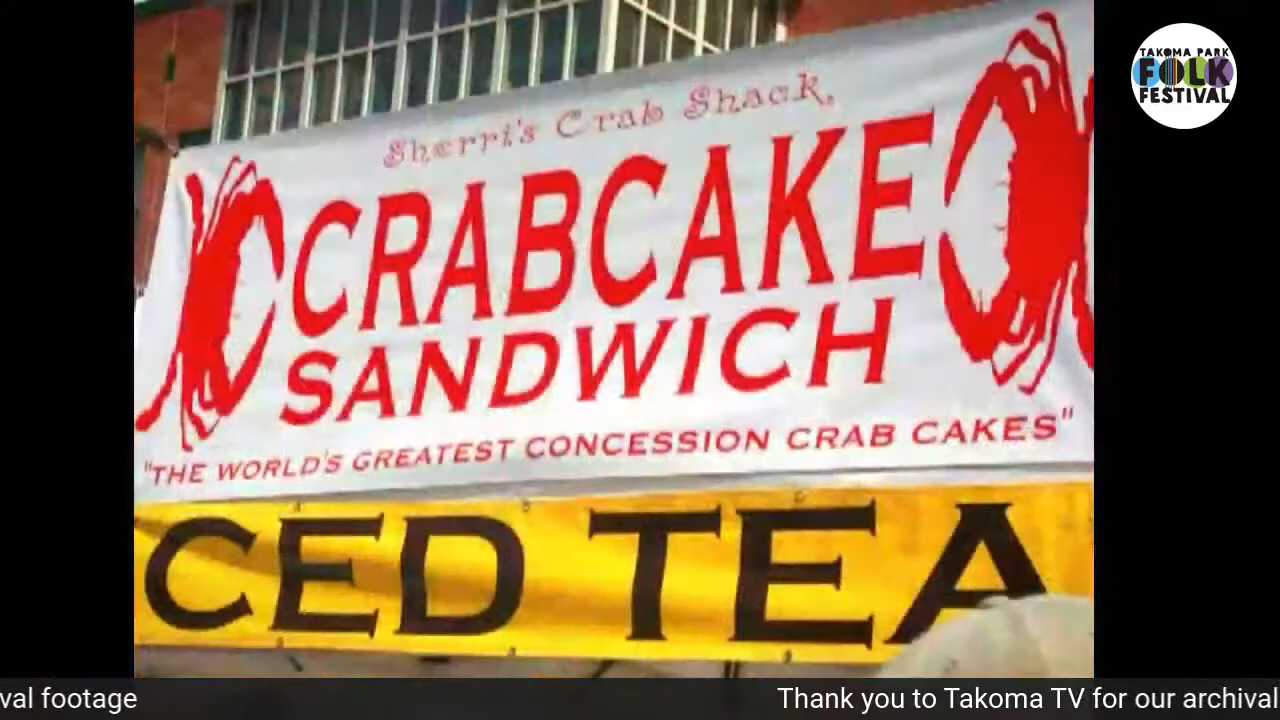 TAKOMA PARK
FOLK
FESTIVAL
Sherri's Crab Shack
CRABCAKE
SANDWICH
"THE WORLD'S GREATEST CONCESSION CRAB CAKES"
CED TEA
val footage
Thank you to Takoma TV for our archival